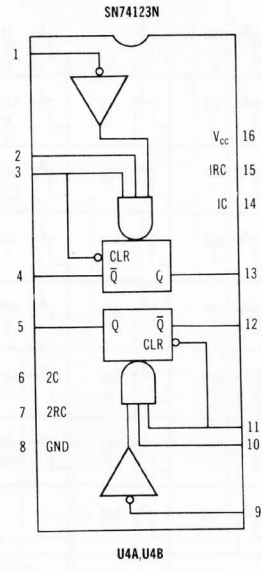 SN74123N
1
V_cc 16
2
IRC 15
3
IC 14
CLR
4 Q̅ Q 13
5 Q Q̅ 12
CLR
6 2C
7 2RC
11
8 GND
10
9
U4A,U4B